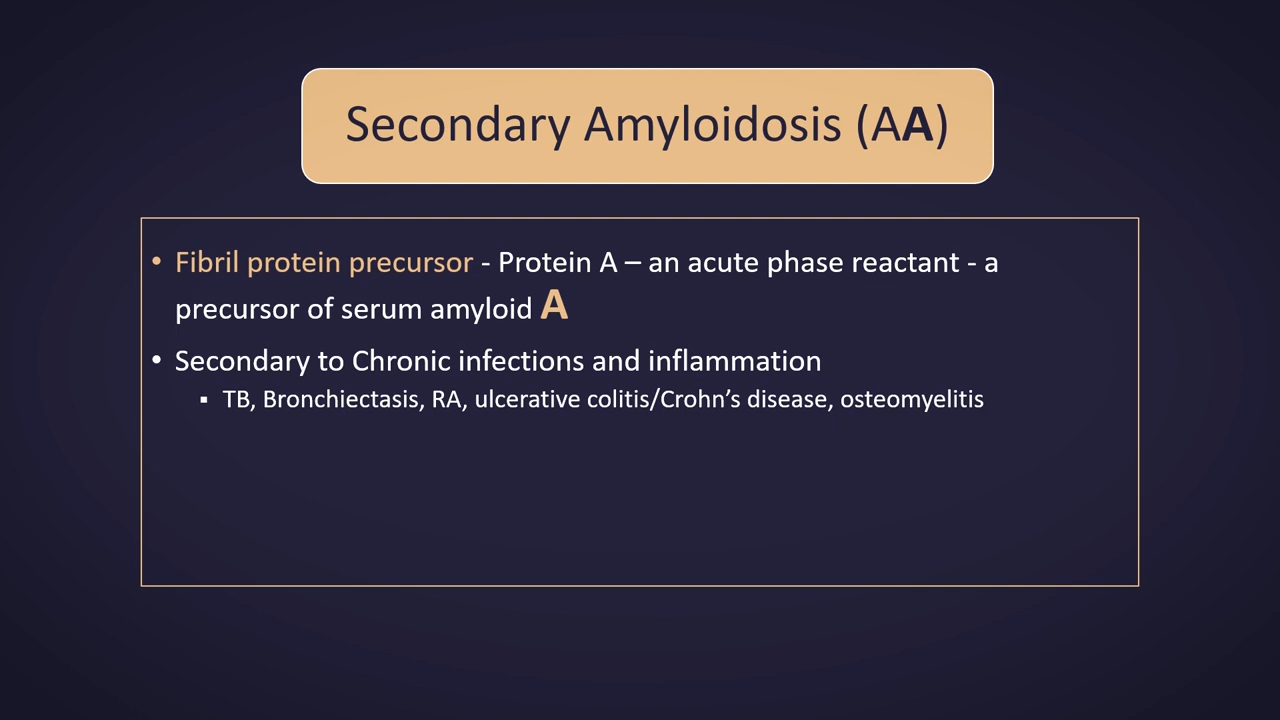 Secondary Amyloidosis (AA)
• Fibril protein precursor - Protein A – an acute phase reactant - a
precursor of serum amyloid A
• Secondary to Chronic infections and inflammation
▪ TB, Bronchiectasis, RA, ulcerative colitis/Crohn’s disease, osteomyelitis